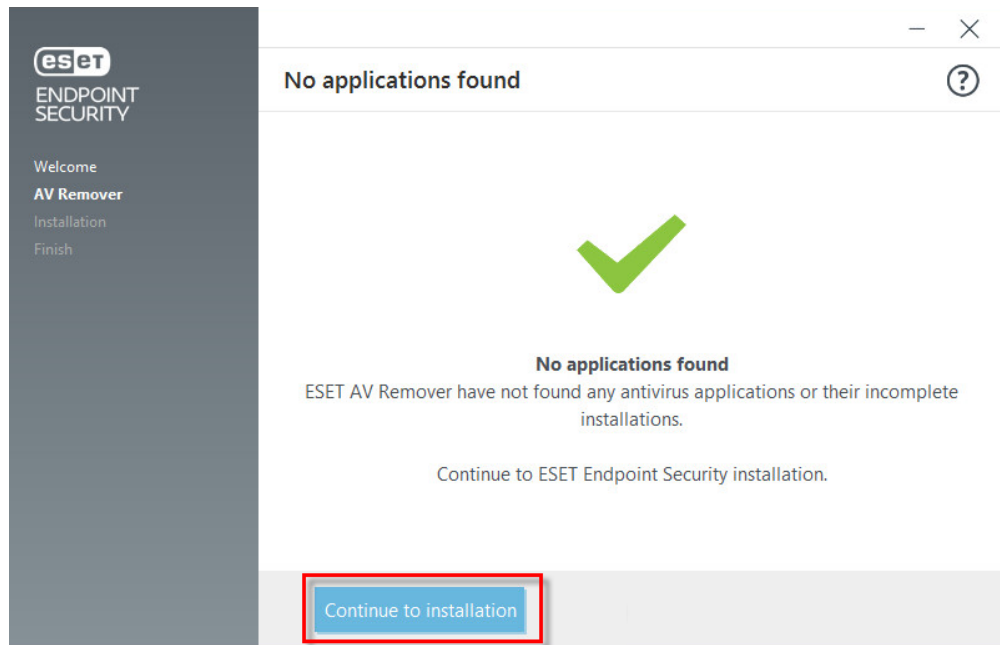 eset
ENDPOINT
SECURITY
Welcome
AV Remover
Installation
Finish
No applications found
?
No applications found
ESET AV Remover have not found any antivirus applications or their incomplete
installations.
Continue to ESET Endpoint Security installation.
Continue to installation